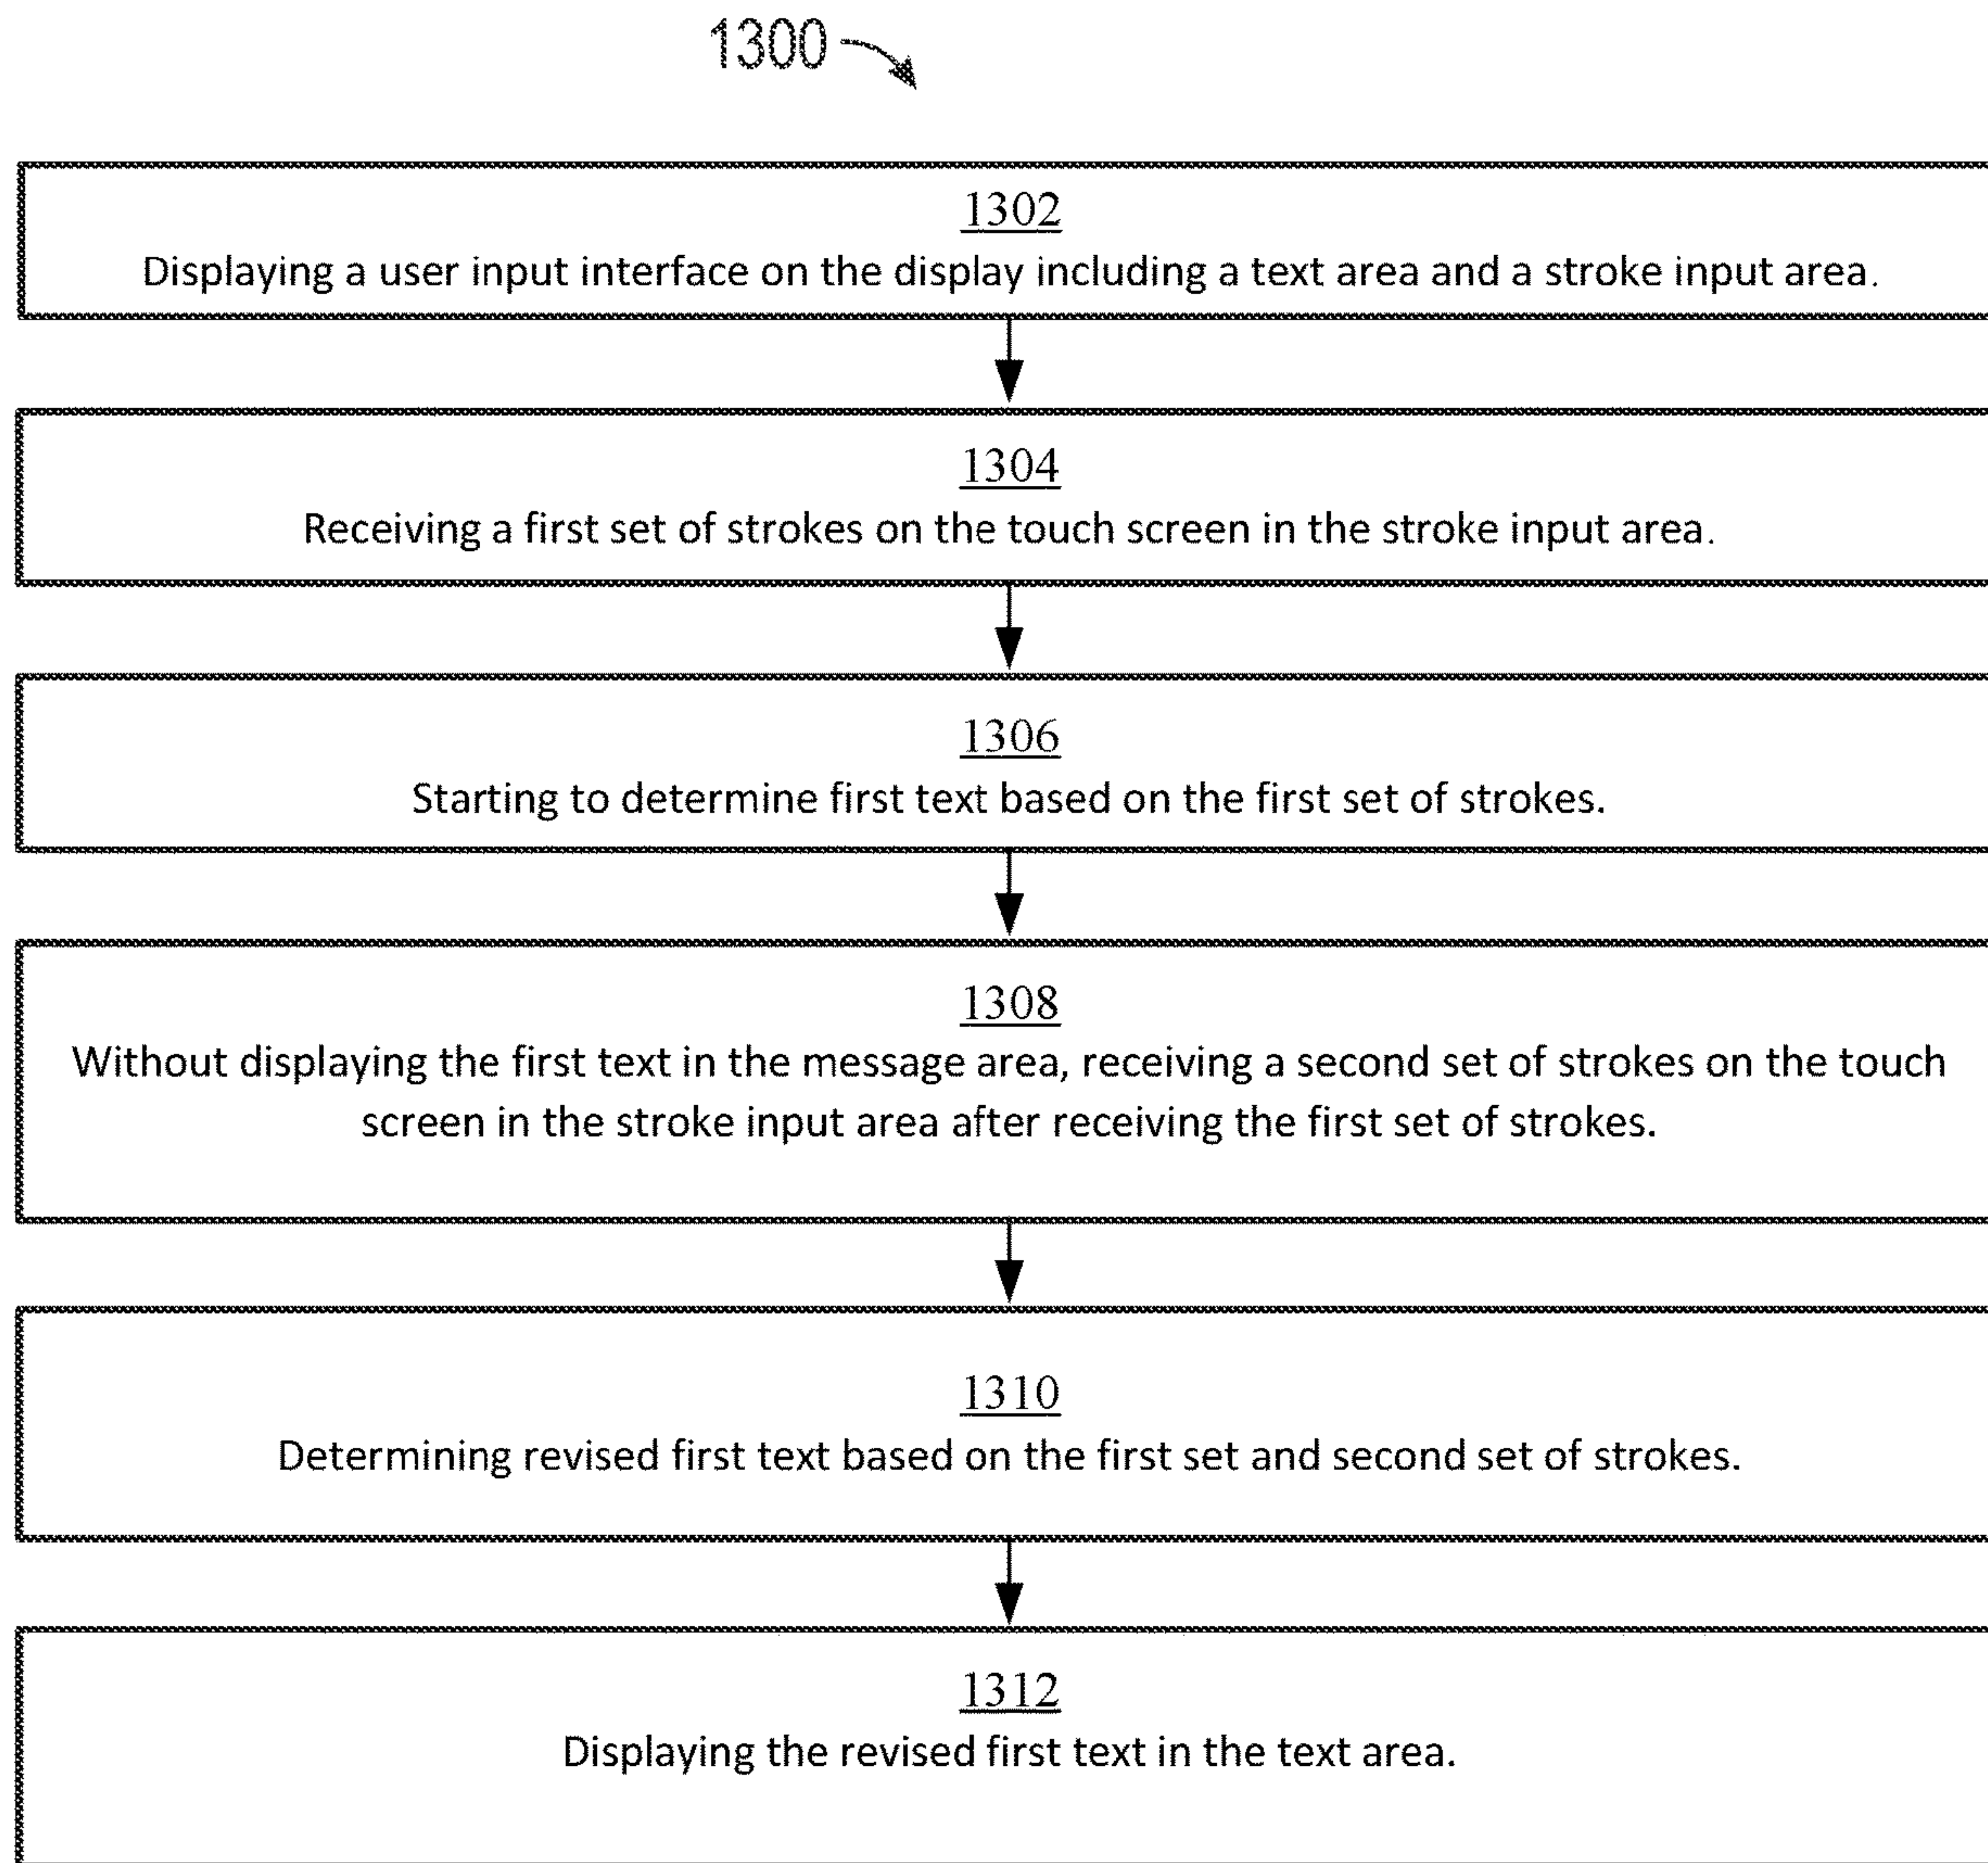 1300
1302
Displaying a user input interface on the display including a text area and a stroke input area.
1304
Receiving a first set of strokes on the touch screen in the stroke input area.
1306
Starting to determine first text based on the first set of strokes.
1308
Without displaying the first text in the message area, receiving a second set of strokes on the touch
screen in the stroke input area after receiving the first set of strokes.
1310
Determining revised first text based on the first set and second set of strokes.
1312
Displaying the revised first text in the text area.